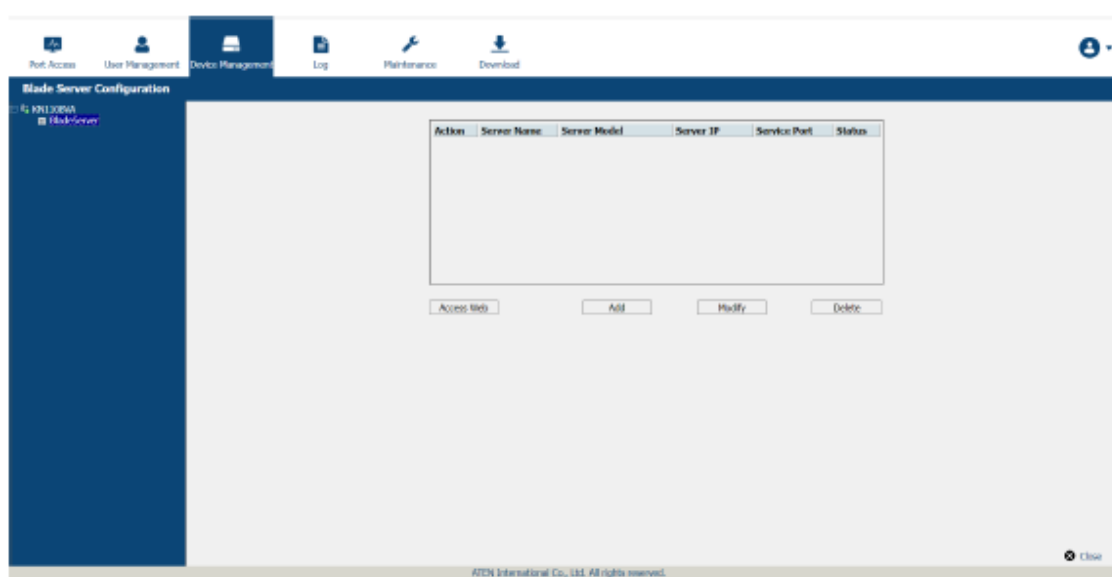 Port Access User Management Device Management Log Maintenance Download
Blade Server Configuration
BladeServer
Action Server Name Server Model Server IP Service Port Status
Access Web Add Modify Delete
Close
ATEN International Co., Ltd. All rights reserved.